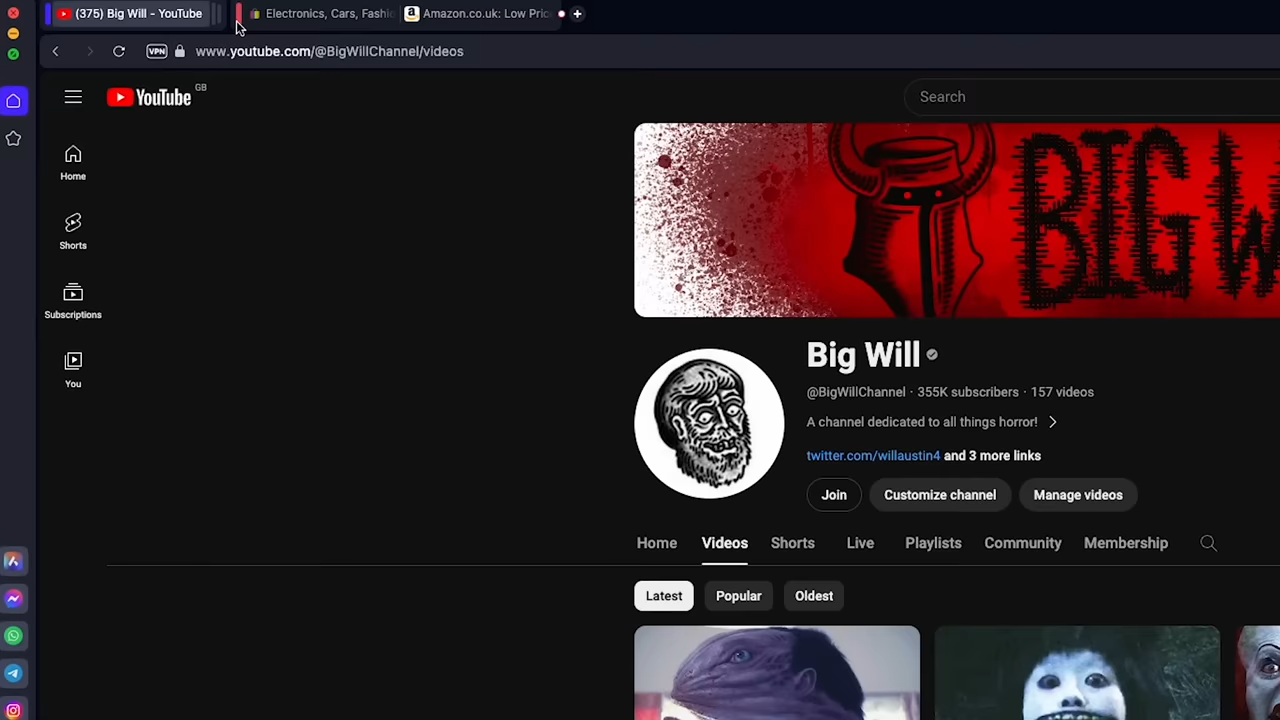 (375) Big Will - YouTube
Electronics, Cars, Fashi
Amazon.co.uk: Low Pric
VPN
www.youtube.com/@BigWillChannel/videos
YouTube GB
Search
Home
Shorts
Subscriptions
You
BIG W
Big Will
@BigWillChannel · 355K subscribers · 157 videos
A channel dedicated to all things horror!
twitter.com/willaustin4 and 3 more links
Join
Customize channel
Manage videos
Home Videos Shorts Live Playlists Community Membership
Latest Popular Oldest